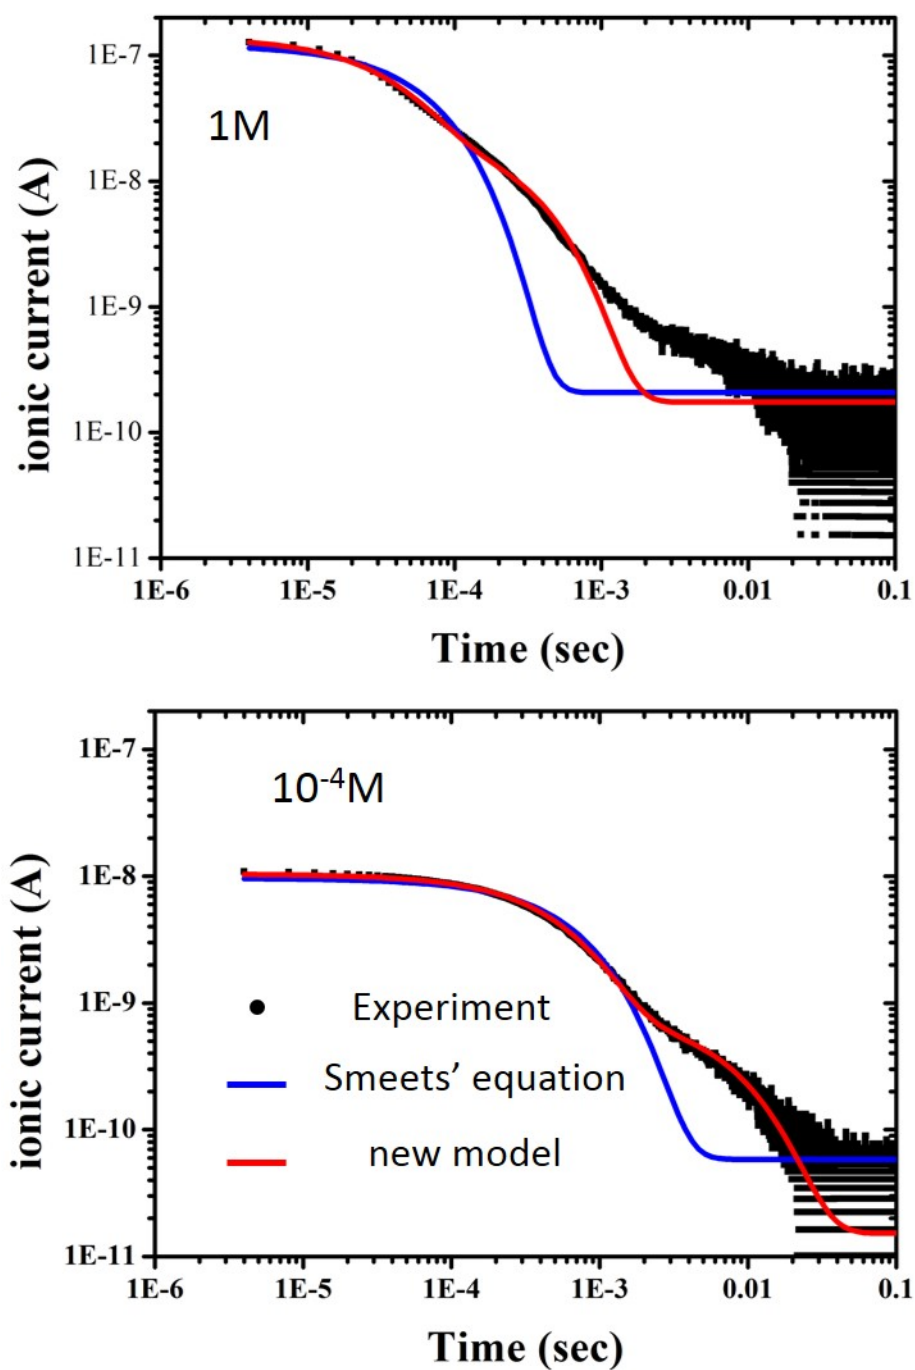 1E-7
1M
1E-8
ionic current (A)
1E-9
1E-10
1E-11
1E-6 1E-5 1E-4 1E-3 0.01 0.1
Time (sec)
1E-7
10⁻⁴M
1E-8
ionic current (A)
1E-9
Experiment
Smeets' equation
1E-10
new model
1E-11
1E-6 1E-5 1E-4 1E-3 0.01 0.1
Time (sec)